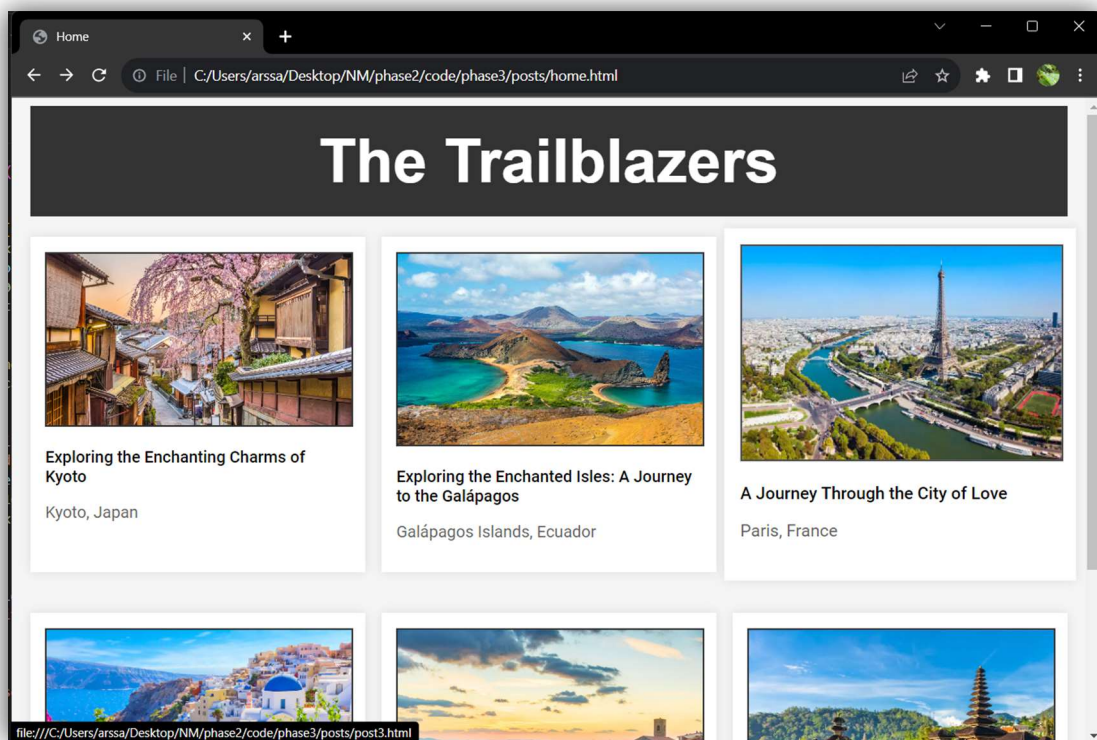 Home
File
C:/Users/arssa/Desktop/NM/phase2/code/phase3/posts/home.html
The Trailblazers
Exploring the Enchanting Charms of
Kyoto
Kyoto, Japan
Exploring the Enchanted Isles: A Journey
to the Galápagos
Galápagos Islands, Ecuador
A Journey Through the City of Love
Paris, France
file:///C:/Users/arssa/Desktop/NM/phase2/code/phase3/posts/post3.html